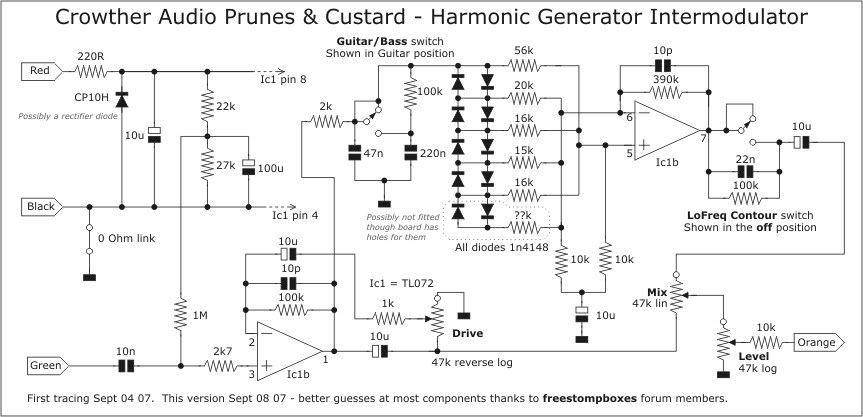 Crowther Audio Prunes & Custard - Harmonic Generator Intermodulator
Red
220R
CP10H
Possibly a rectifier diode
10u
22k
27k
100u
Ic1 pin 8
Black
Ic1 pin 4
0 Ohm link
Guitar/Bass switch
Shown in Guitar position
2k
47n
100k
220n
56k
20k
16k
15k
16k
??k
Possibly not fitted
though board has
holes for them
All diodes 1n4148
10k
10k
10u
10p
390k
6
5
7
Ic1b
10u
22n
100k
LoFreq Contour switch
Shown in the off position
10u
10p
100k
1M
Green
10n
2k7
2
3
1
Ic1b
Ic1 = TL072
1k
10u
Drive
47k reverse log
Mix
47k lin
Level
47k log
10k
Orange
First tracing Sept 04 07. This version Sept 08 07 - better guesses at most components thanks to freestompboxes forum members.